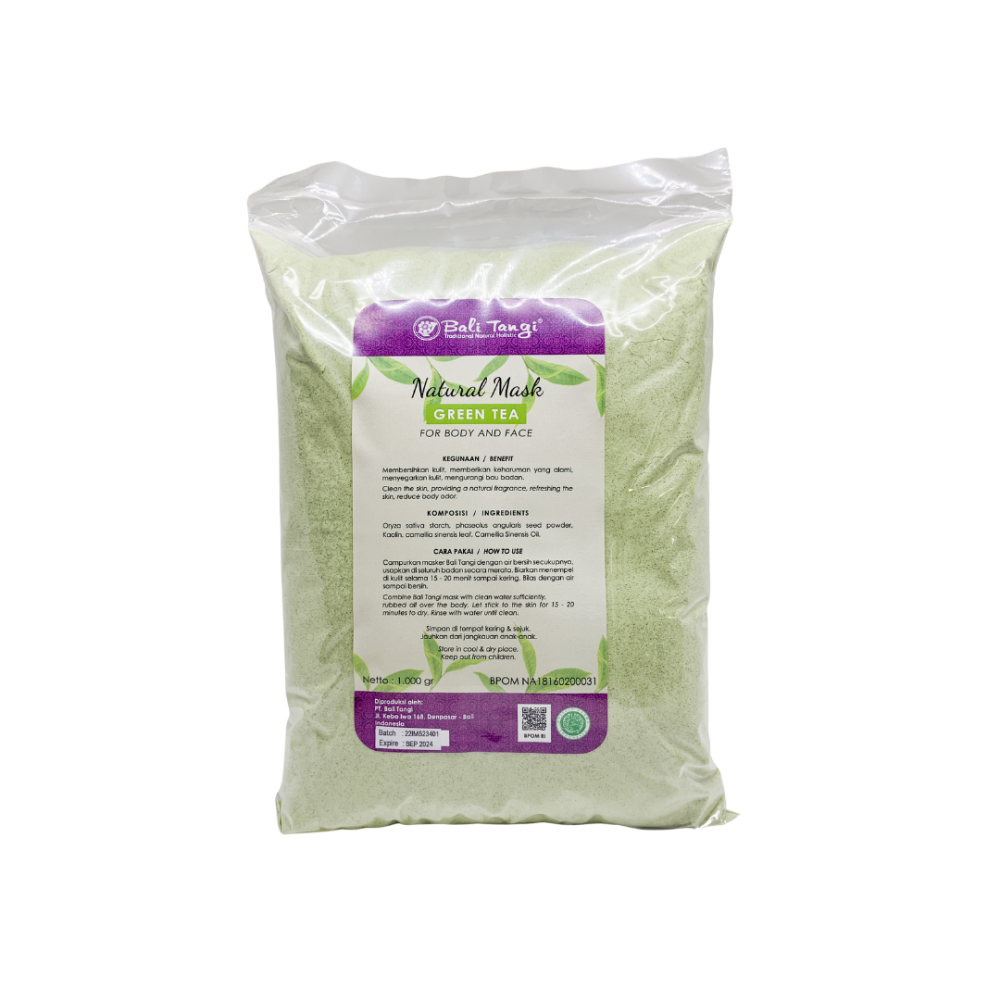 Bali Tangi®
Traditional Natural Holistic
Natural Mask
GREEN TEA
FOR BODY AND FACE
KEGUNAAN / BENEFIT
Membersihkan kulit, memberikan keharuman yang alami,
menyegarkan kulit, mengurangi bau badan.
Clean the skin, providing a natural fragrance, refreshing the
skin, reduce body odor.
KOMPOSISI / INGREDIENTS
Oryza sativa starch, phaseolus angularis seed powder,
Kaolin, camellia sinensis leaf, Camellia Sinensis Oil.
CARA PAKAI / HOW TO USE
Campurkan masker Bali Tangi dengan air bersih secukupnya,
usapkan di seluruh badan secara merata. Biarkan menempel
di kulit selama 15 - 20 menit sampai kering. Bilas dengan air
sampai bersih.
Combine Bali Tangi mask with clean water sufficiently,
rubbed all over the body. Let stick to the skin for 15 - 20
minutes to dry. Rinse with water until clean.
Simpan di tempat kering & sejuk.
Jauhkan dari jangkauan anak-anak.
Store in cool & dry place.
Keep out from children.
Netto : 1.000 gr
BPOM NA18160200031
Diproduksi oleh:
PT. Bali Tangi
Jl. Kebo Iwa 168, Denpasar - Bali
Indonesia
Batch : 22IMS23401
Expire : SEP 2024
BPOM RI